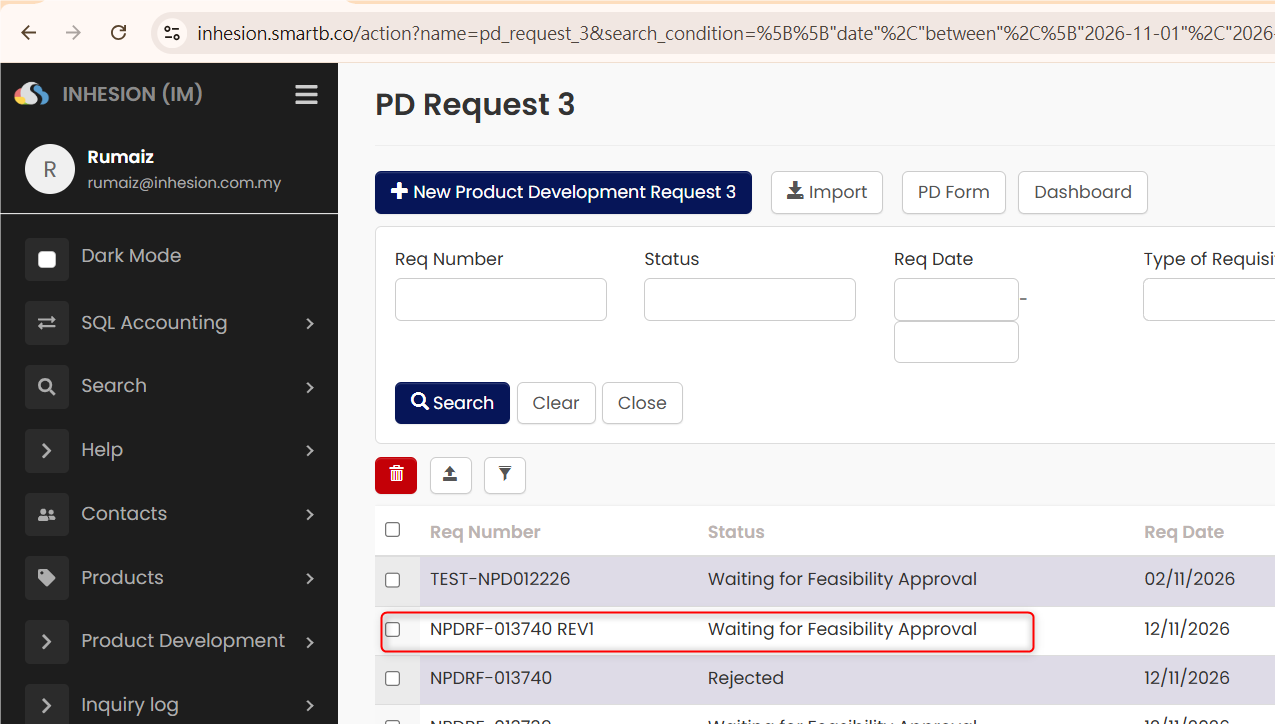 inhesion.smartb.co/action?name=pd_request_3&search_condition=%5B%5B"date"%2C"between"%2C%5B"2026-11-01"%2C"2026-
INHESION (IM)
R
Rumaiz
rumaiz@inhesion.com.my
Dark Mode
SQL Accounting
Search
Help
Contacts
Products
Product Development
Inquiry log
PD Request 3
New Product Development Request 3 Import PD Form Dashboard
Req Number Status Req Date Type of Requisi
-
Search Clear Close
Req Number Status Req Date
TEST-NPD012226 Waiting for Feasibility Approval 02/11/2026
NPDRF-013740 REV1 Waiting for Feasibility Approval 12/11/2026
NPDRF-013740 Rejected 12/11/2026
Waiting for Feasibility Approval